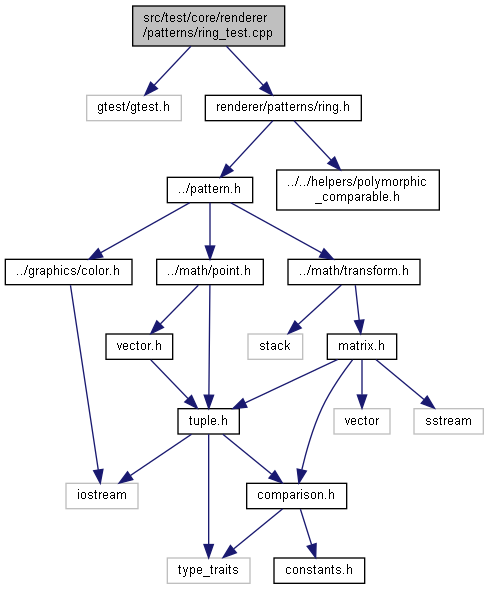 src/test/core/renderer
/patterns/ring_test.cpp
gtest/gtest.h
renderer/patterns/ring.h
../pattern.h
../../helpers/polymorphic
_comparable.h
../graphics/color.h
../math/point.h
../math/transform.h
vector.h
stack
matrix.h
tuple.h
vector
sstream
iostream
comparison.h
type_traits
constants.h